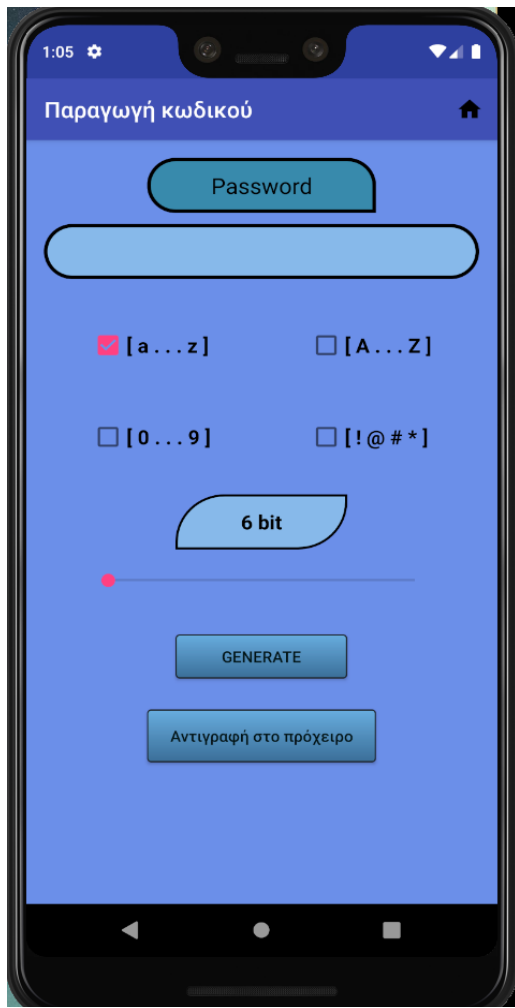 1:05
Παραγωγή κωδικού
Password
[ a . . . z ] [ A . . . Z ]
[ 0 . . . 9 ] [ ! @ # * ]
6 bit
GENERATE
Αντιγραφή στο πρόχειρο